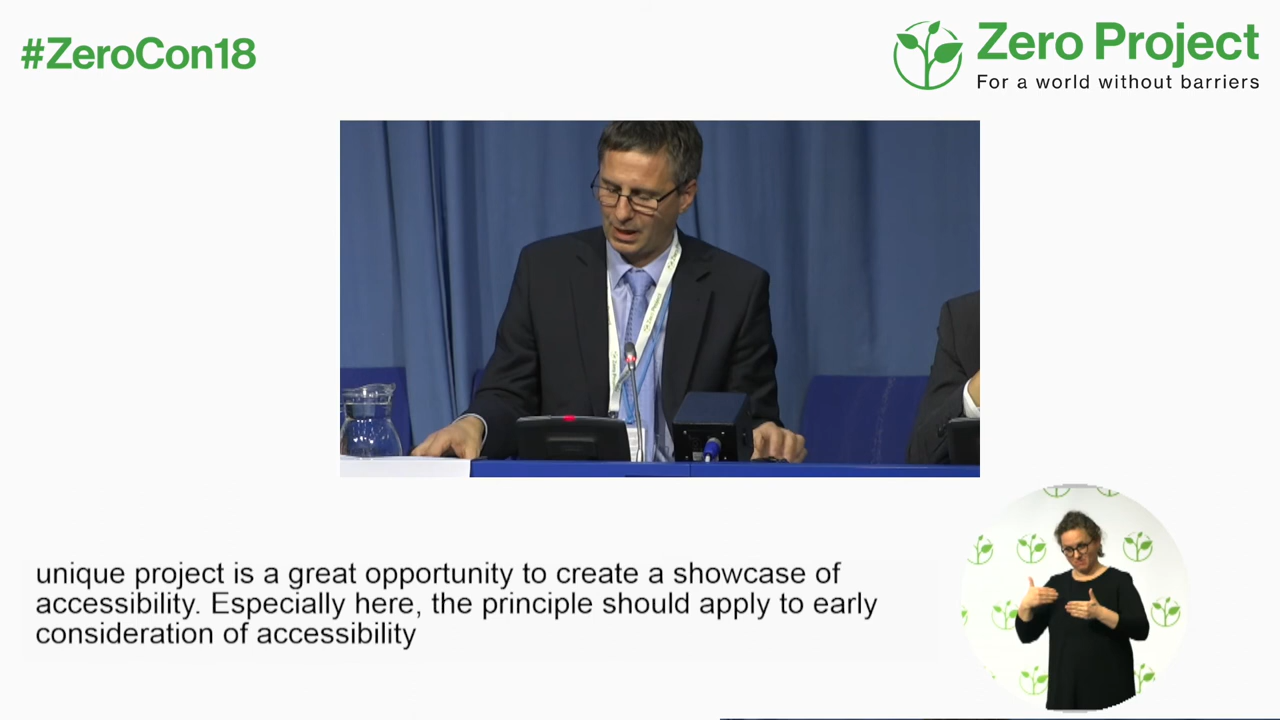 #ZeroCon18
Zero Project
For a world without barriers
unique project is a great opportunity to create a showcase of
accessibility. Especially here, the principle should apply to early
consideration of accessibility